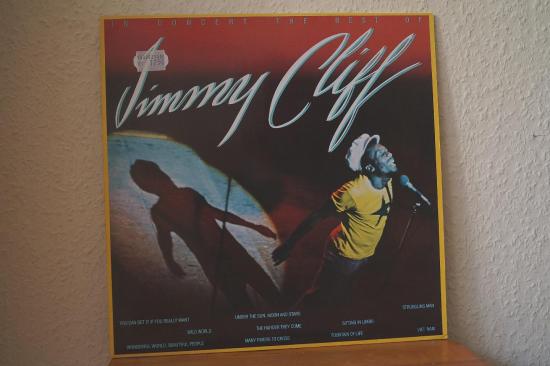 IN CONCERT THE BEST OF
Jimmy Cliff
STRUGGLING MAN
YOU CAN GET IT IF YOU REALLY WANT
UNDER THE SUN, MOON AND STARS
SITTING IN LIMBO
WILD WORLD
THE HARDER THEY COME
FOUNTAIN OF LIFE
VIET NAM
WONDERFUL WORLD, BEAUTIFUL PEOPLE
MANY RIVERS TO CROSS